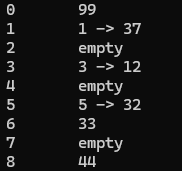 0 99
1 1 -> 37
2 empty
3 3 -> 12
4 empty
5 5 -> 32
6 33
7 empty
8 44